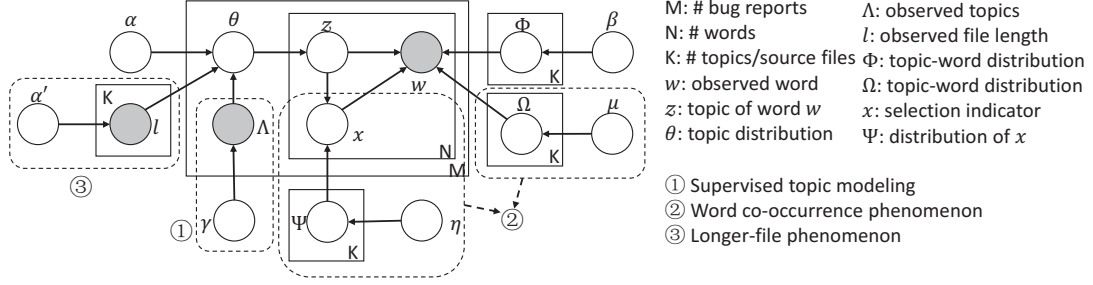 α
θ
z
w
Φ
β
K
α′
K
l
Λ
x
Ω
μ
K
N
M
③
①
γ
Ψ
K
η
②
M: # bug reports
N: # words
K: # topics/source files
w: observed word
z: topic of word w
θ: topic distribution
Λ: observed topics
l: observed file length
Φ: topic-word distribution
Ω: topic-word distribution
x: selection indicator
Ψ: distribution of x
① Supervised topic modeling
② Word co-occurrence phenomenon
③ Longer-file phenomenon